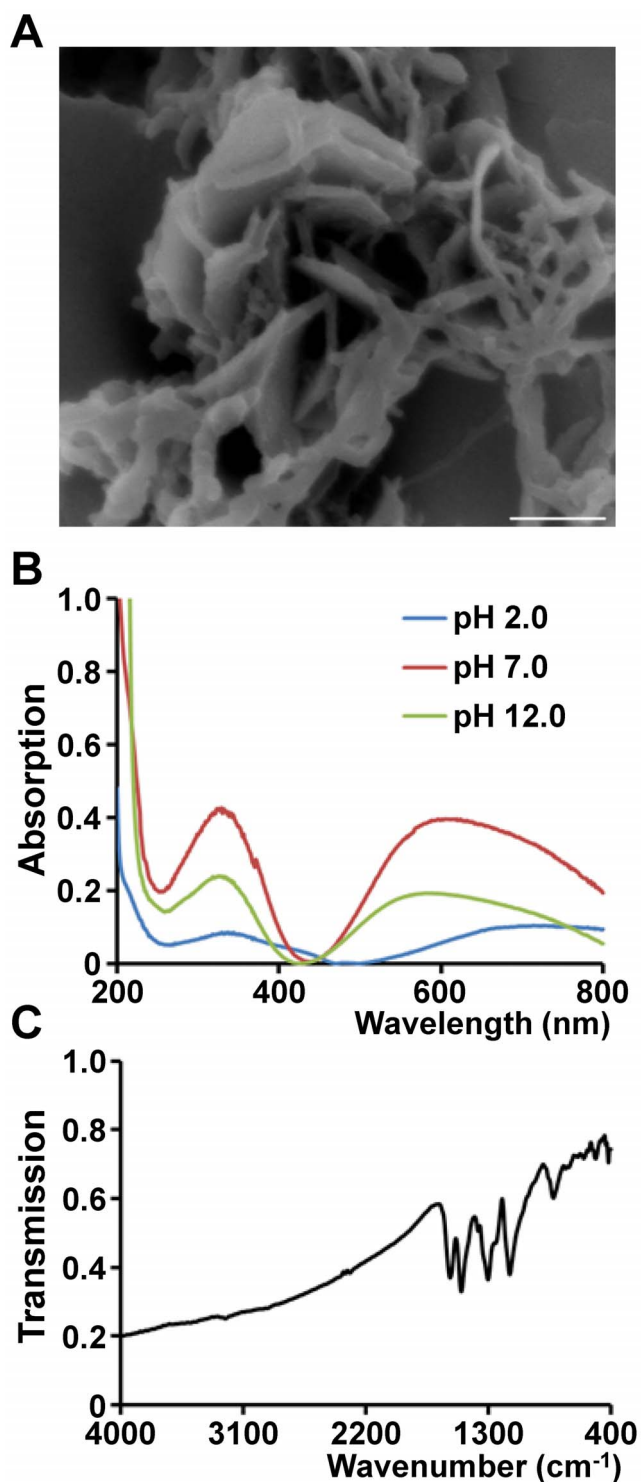 A
B
1.0
0.8
0.6
0.4
0.2
0
Absorption
pH 2.0
pH 7.0
pH 12.0
200 400 600 800
Wavelength (nm)
C
1.0
0.8
0.6
0.4
0.2
0
Transmission
4000 3100 2200 1300 400
Wavenumber (cm-1)